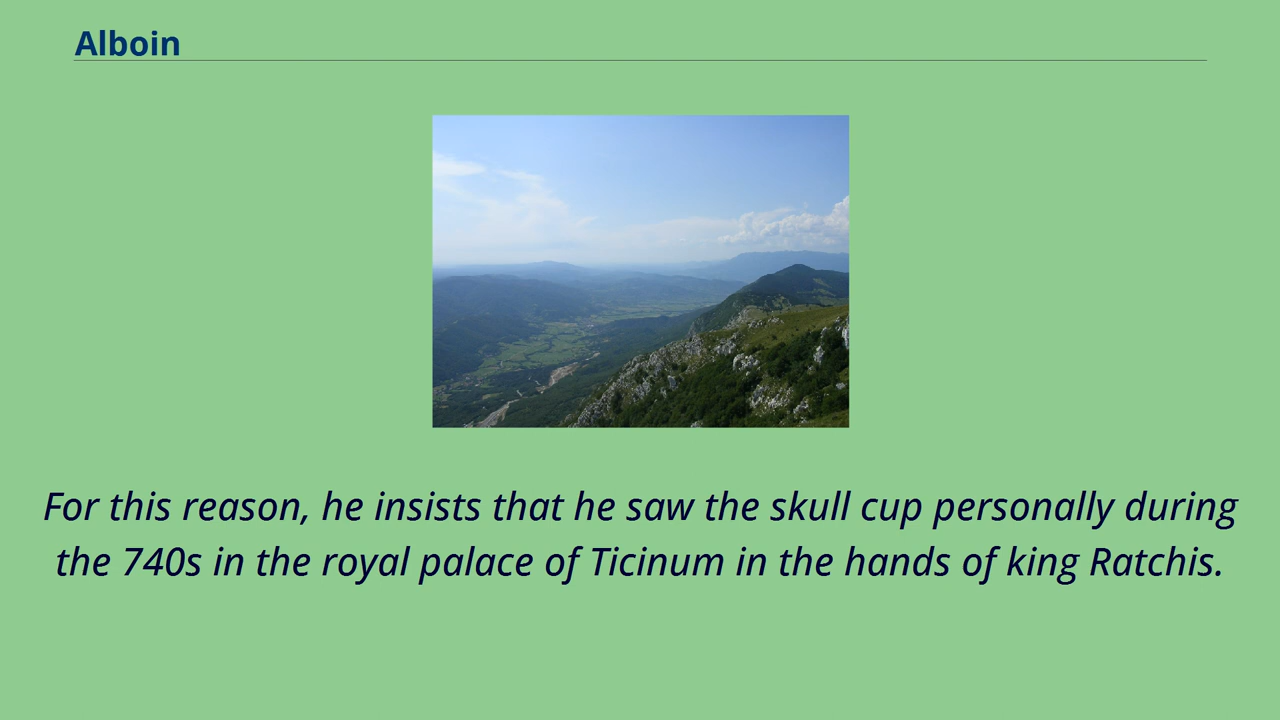 Alboin
For this reason, he insists that he saw the skull cup personally during
the 740s in the royal palace of Ticinum in the hands of king Ratchis.